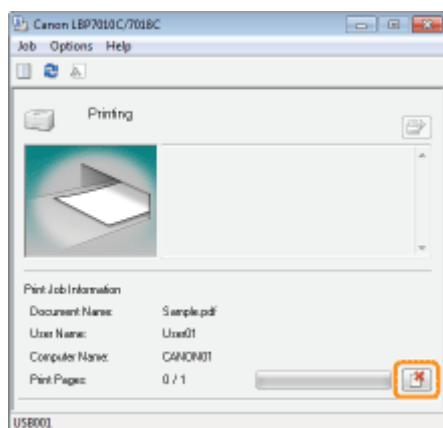 Canon LBP7010C/7018C
Job Options Help
Printing
Print Job Information
Document Name: Sample.pdf
User Name: User01
Computer Name: CANON01
Print Pages: 0 / 1
USB001